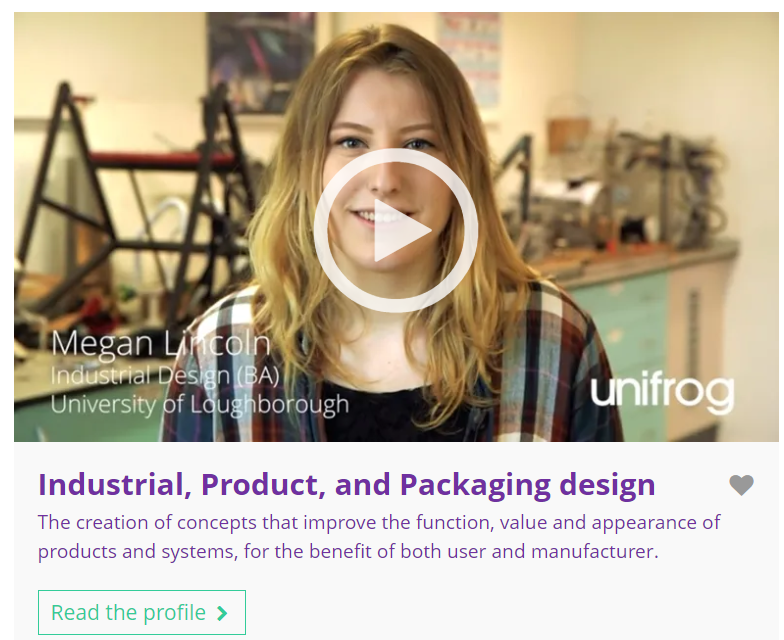 Megan Lincoln
Industrial Design (BA)
University of Loughborough
unifrog
Industrial, Product, and Packaging design
The creation of concepts that improve the function, value and appearance of
products and systems, for the benefit of both user and manufacturer.
Read the profile